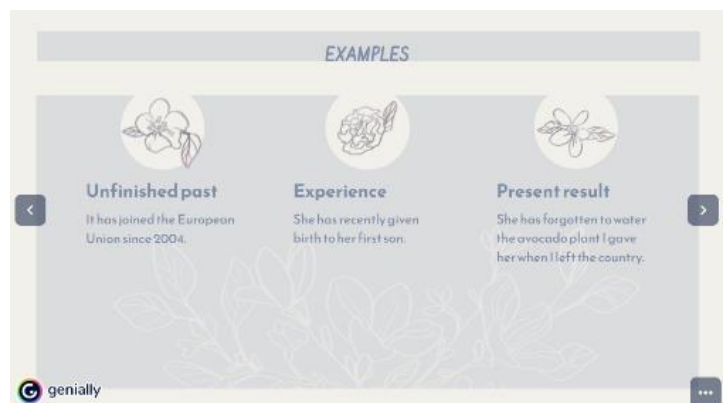 EXAMPLES
Unfinished past
It has joined the European
Union since 2004.
Experience
She has recently given
birth to her first son.
Present result
She has forgotten to water
the avocado plant I gave
her when I left the country.
genially